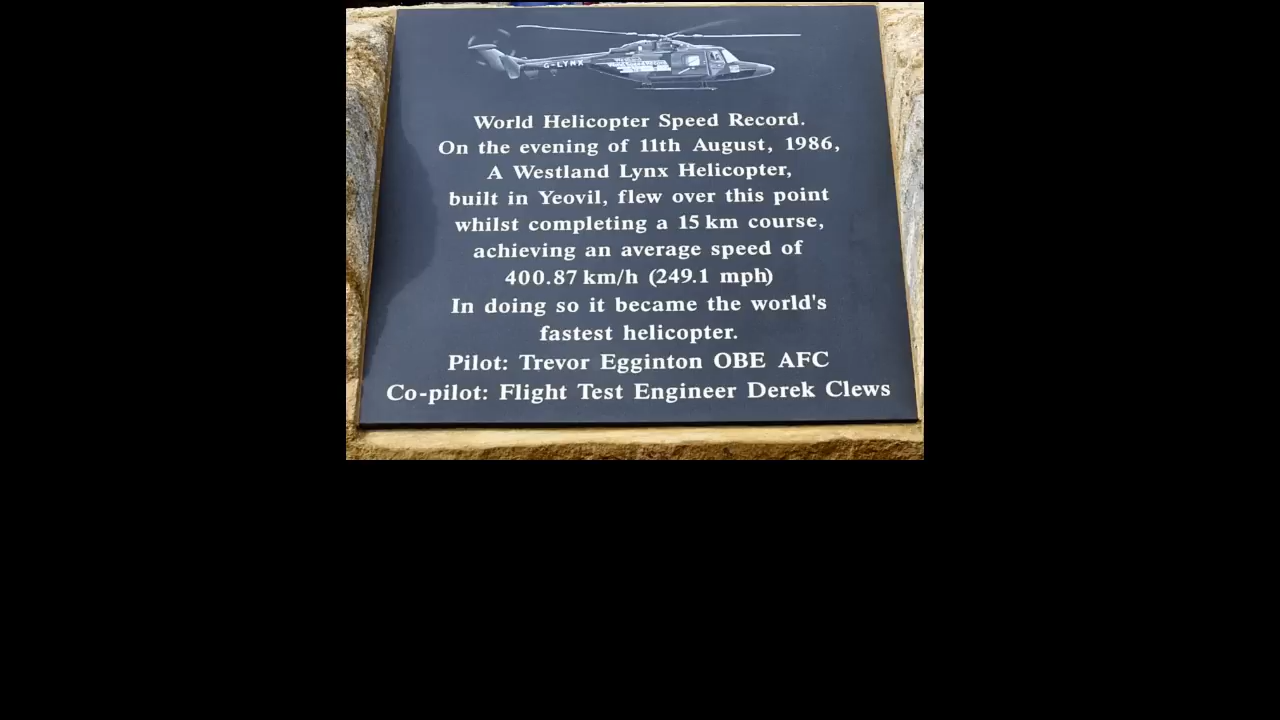 G-LYNX
World Helicopter Speed Record.
On the evening of 11th August, 1986,
A Westland Lynx Helicopter,
built in Yeovil, flew over this point
whilst completing a 15 km course,
achieving an average speed of
400.87 km/h (249.1 mph)
In doing so it became the world's
fastest helicopter.
Pilot: Trevor Egginton OBE AFC
Co-pilot: Flight Test Engineer Derek Clews